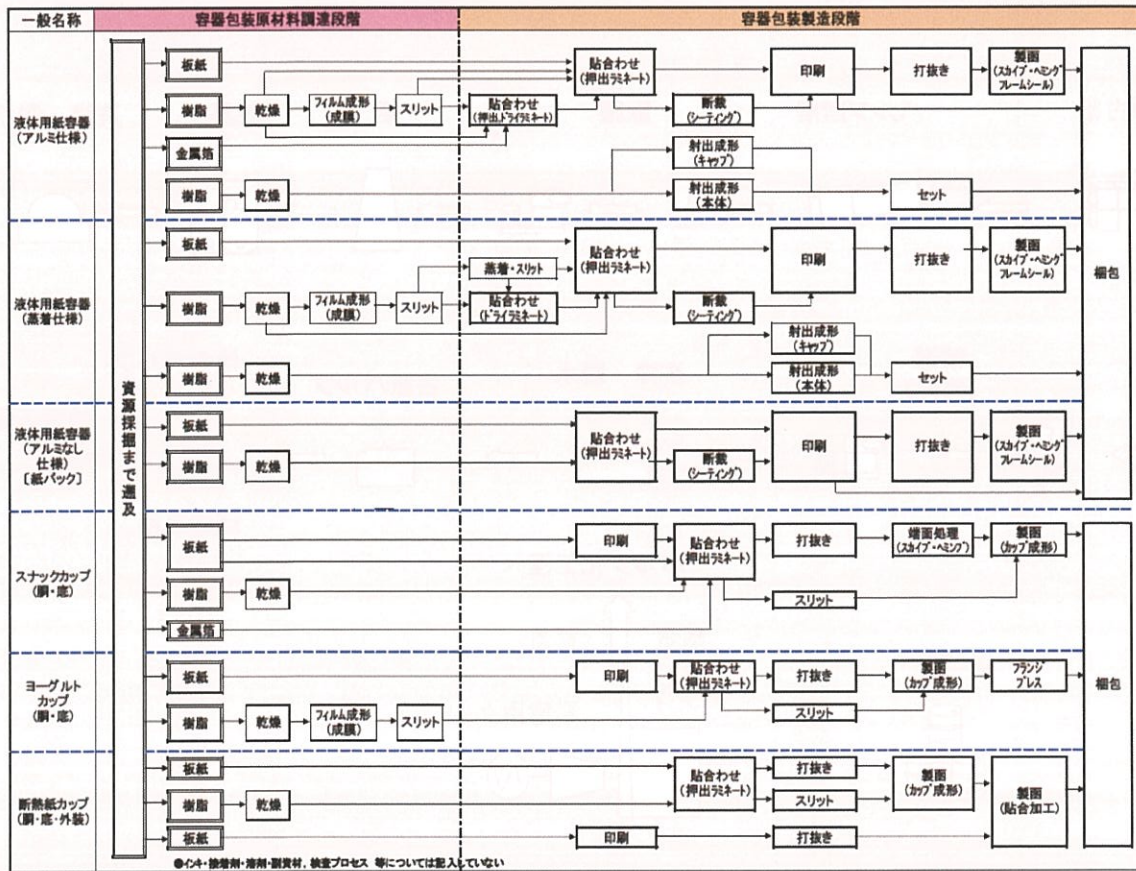 一般名称
容器包装原材料調達段階
容器包装製造段階
資源採掘まで遡及
液体用紙容器
(アルミ仕様)
板紙
貼合わせ
(押出ラミネート)
印刷
打抜き
製函
(スカイブ・ヘミング
フレームシール)
樹脂
乾燥
フィルム成形
(成膜)
スリット
貼合わせ
(押出,ドライラミネート)
断裁
(シーティング)
金属箔
射出成形
(キャップ)
樹脂
乾燥
射出成形
(本体)
セット
梱包
液体用紙容器
(蒸着仕様)
板紙
蒸着・スリット
貼合わせ
(押出ラミネート)
印刷
打抜き
製函
(スカイブ・ヘミング
フレームシール)
樹脂
乾燥
フィルム成形
(成膜)
スリット
貼合わせ
(ドライラミネート)
断裁
(シーティング)
射出成形
(キャップ)
樹脂
乾燥
射出成形
(本体)
セット
液体用紙容器
(アルミなし
仕様)
[紙パック]
板紙
貼合わせ
(押出ラミネート)
印刷
打抜き
製函
(スカイブ・ヘミング
フレームシール)
樹脂
乾燥
断裁
(シーティング)
スナックカップ
(胴・底)
板紙
印刷
貼合わせ
(押出ラミネート)
打抜き
端面処理
(スカイブ・ヘミング)
製函
(カップ成形)
樹脂
乾燥
スリット
金属箔
梱包
ヨーグルト
カップ
(胴・底)
板紙
印刷
貼合わせ
(押出ラミネート)
打抜き
製函
(カップ成形)
フランジ
プレス
樹脂
乾燥
フィルム成形
(成膜)
スリット
スリット
断熱紙カップ
(胴・底・外装)
板紙
貼合わせ
(押出ラミネート)
打抜き
製函
(カップ成形)
製函
(貼合加工)
樹脂
乾燥
スリット
板紙
印刷
打抜き
●インキ・接着剤・溶剤・副資材, 検査プロセス 等については記入していない